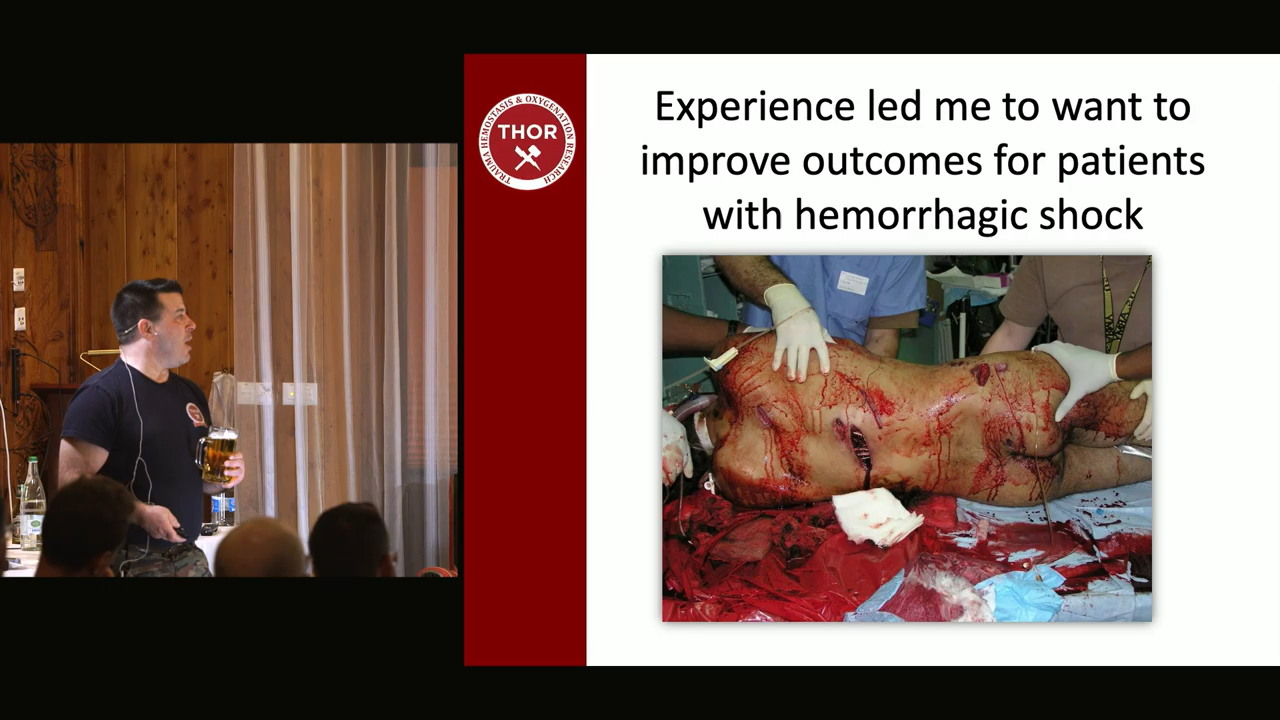 Experience led me to want to
improve outcomes for patients
with hemorrhagic shock
TRAUMA HEMOSTASIS & OXYGENATION RESEARCH
THOR